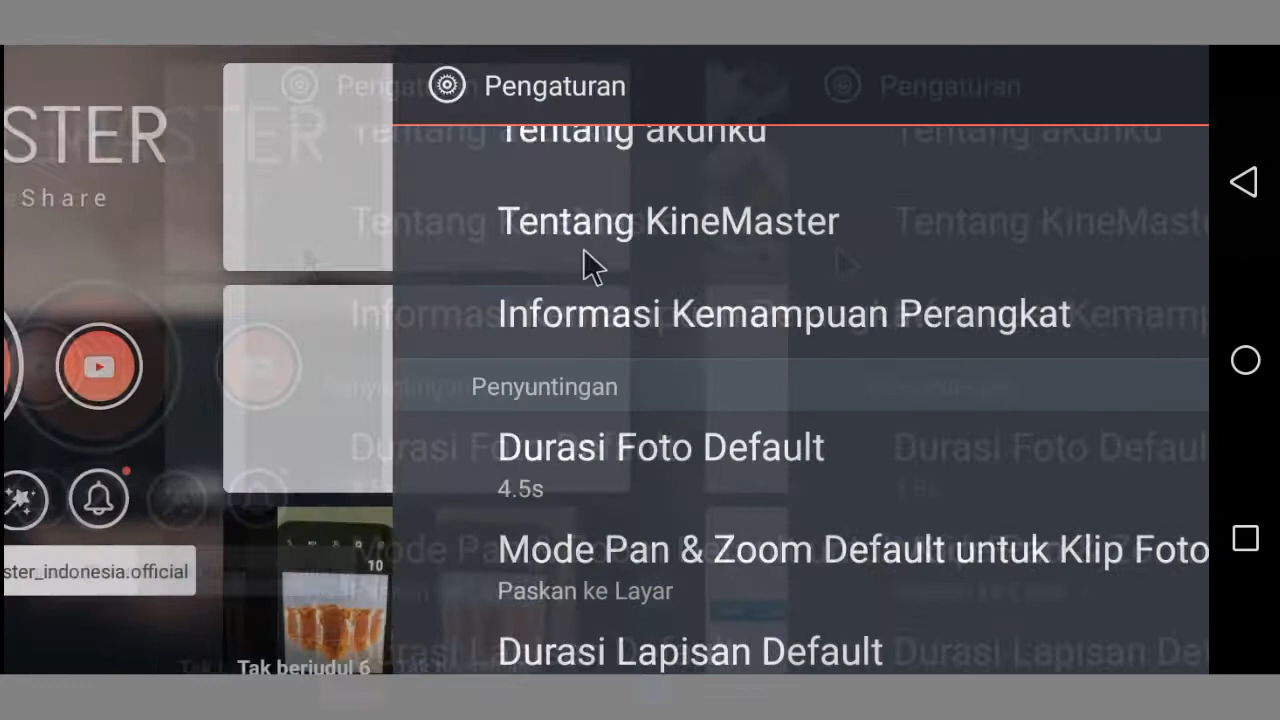 STER
Share
ster_indonesia.official
10
Tak berjudul 6
Pengaturan
Tentang akunku
Tentang KineMaster
Informasi Kemampuan Perangkat
Penyuntingan
Durasi Foto Default
4.5s
Mode Pan & Zoom Default untuk Klip Foto
Paskan ke Layar
Durasi Lapisan Default